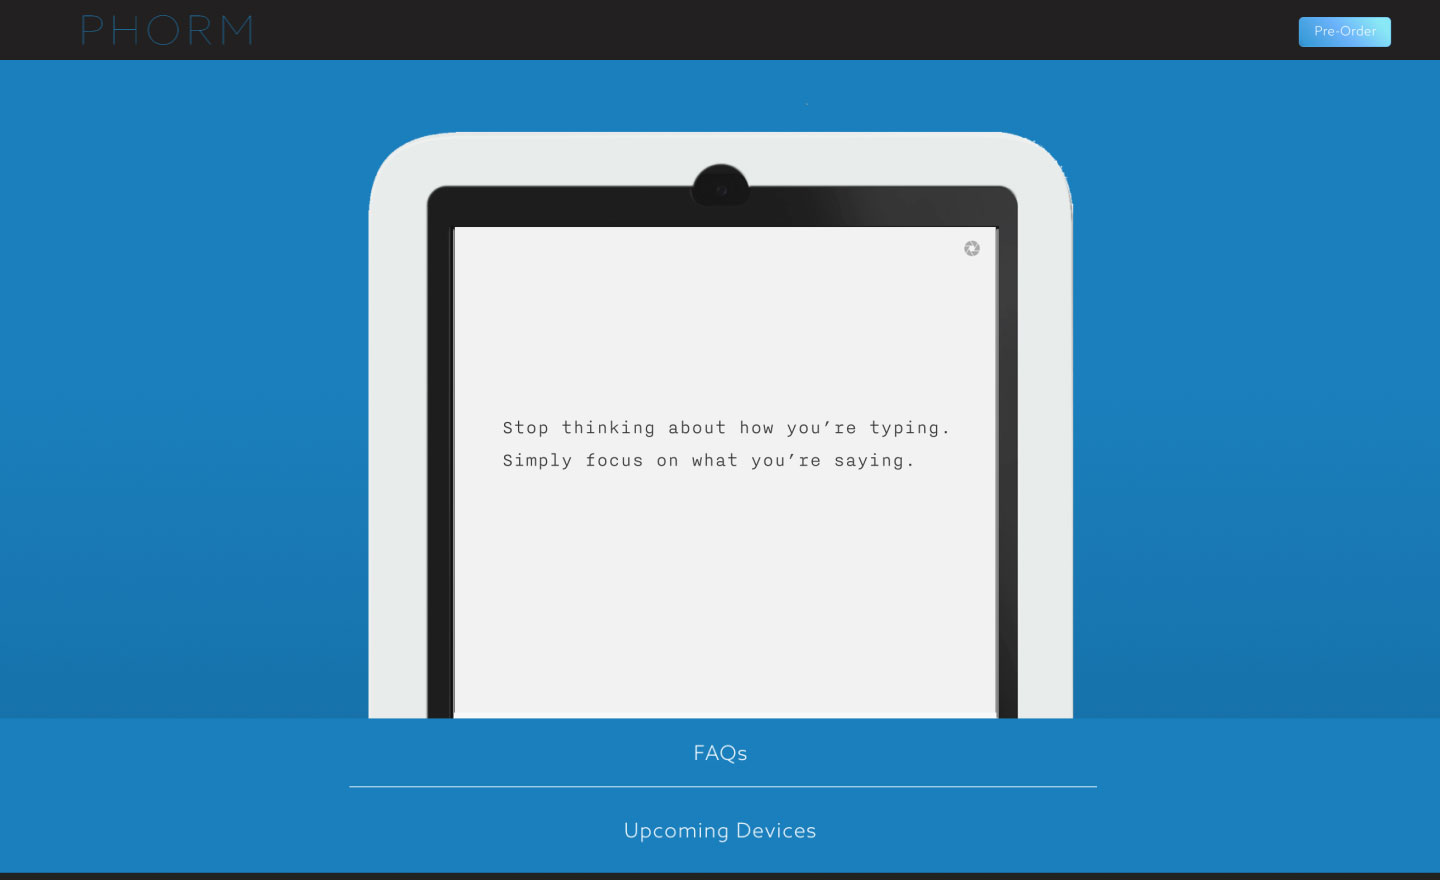 PHORM
Pre-Order
Stop thinking about how you’re typing.
Simply focus on what you’re saying.
FAQs
Upcoming Devices